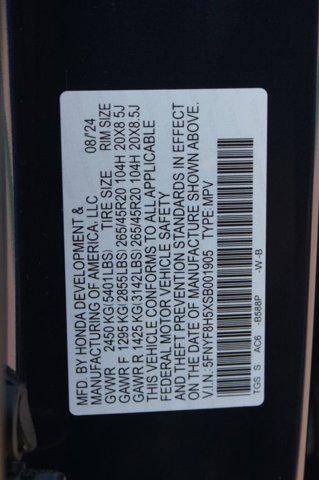 MFD. BY HONDA DEVELOPMENT &
MANUFACTURING OF AMERICA, LLC 08/'24
GVWR 2450 KG(5401LBS) TIRE SIZE RIM SIZE
GAWR F 1295 KG(2852LBS) 265/45R20 104H 20X8.5J
GAWR R 1425 KG(3142LBS) 265/45R20 104H 20X8.5J
THIS VEHICLE CONFORMS TO ALL APPLICABLE
FEDERAL MOTOR VEHICLE SAFETY
AND THEFT PREVENTION STANDARDS IN EFFECT
ON THE DATE OF MANUFACTURE SHOWN ABOVE.
V.I.N.:5FNYF8H5XSB001905 TYPE:MPV
TGS S AC6 -B588P -W -B